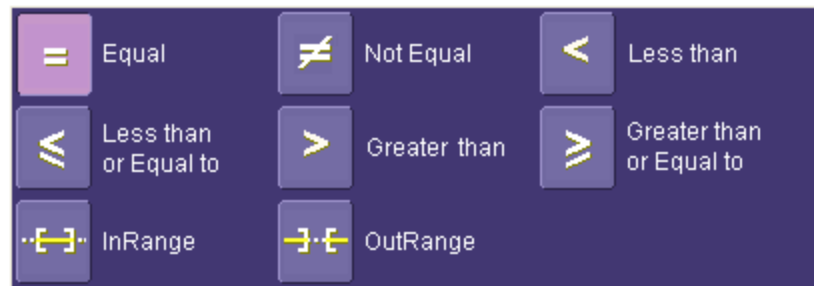 = Equal
≠ Not Equal
< Less than
≤ Less than
or Equal to
> Greater than
≥ Greater than
or Equal to
InRange
OutRange